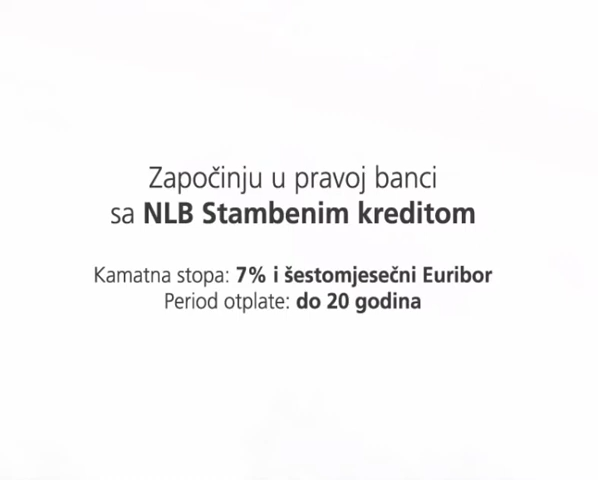 Započinju u pravoj banci
sa NLB Stambenim kreditom
Kamatna stopa: 7% i šestomjesečni Euribor
Period otplate: do 20 godina